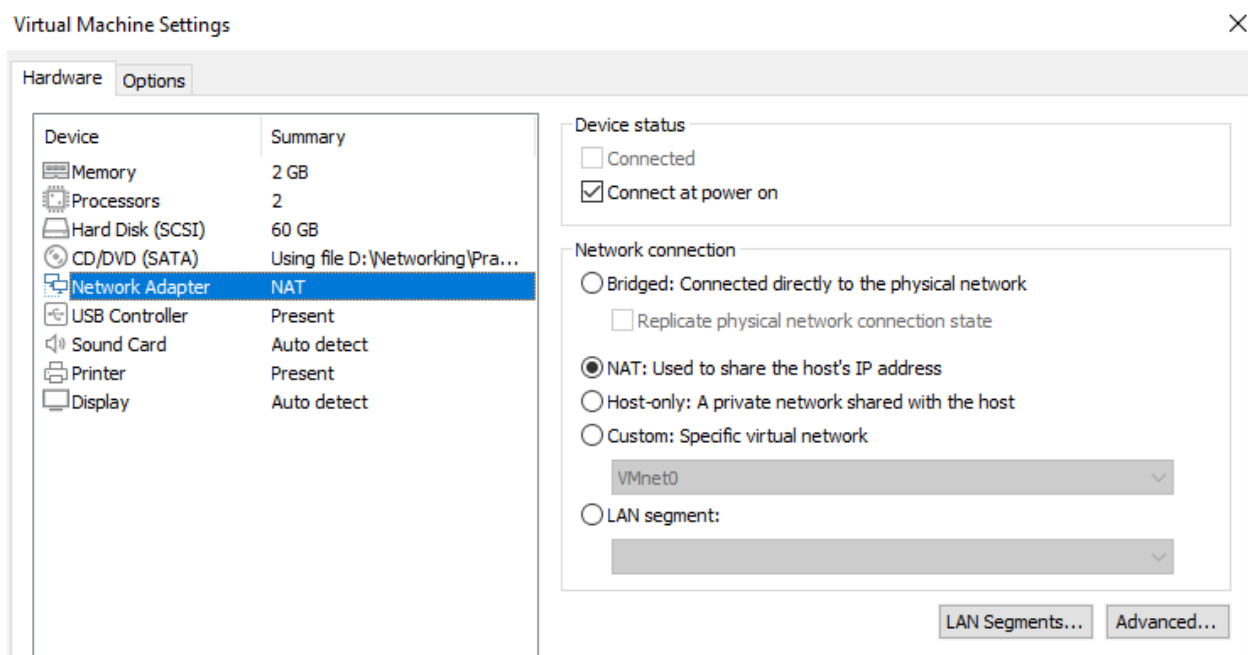 Virtual Machine Settings
Hardware Options
Device Summary
Memory 2 GB
Processors 2
Hard Disk (SCSI) 60 GB
CD/DVD (SATA) Using file D:\Networking\Pra...
Network Adapter NAT
USB Controller Present
Sound Card Auto detect
Printer Present
Display Auto detect
Device status
Connected
Connect at power on
Network connection
Bridged: Connected directly to the physical network
Replicate physical network connection state
NAT: Used to share the host's IP address
Host-only: A private network shared with the host
Custom: Specific virtual network
VMnet0
LAN segment:
LAN Segments... Advanced...